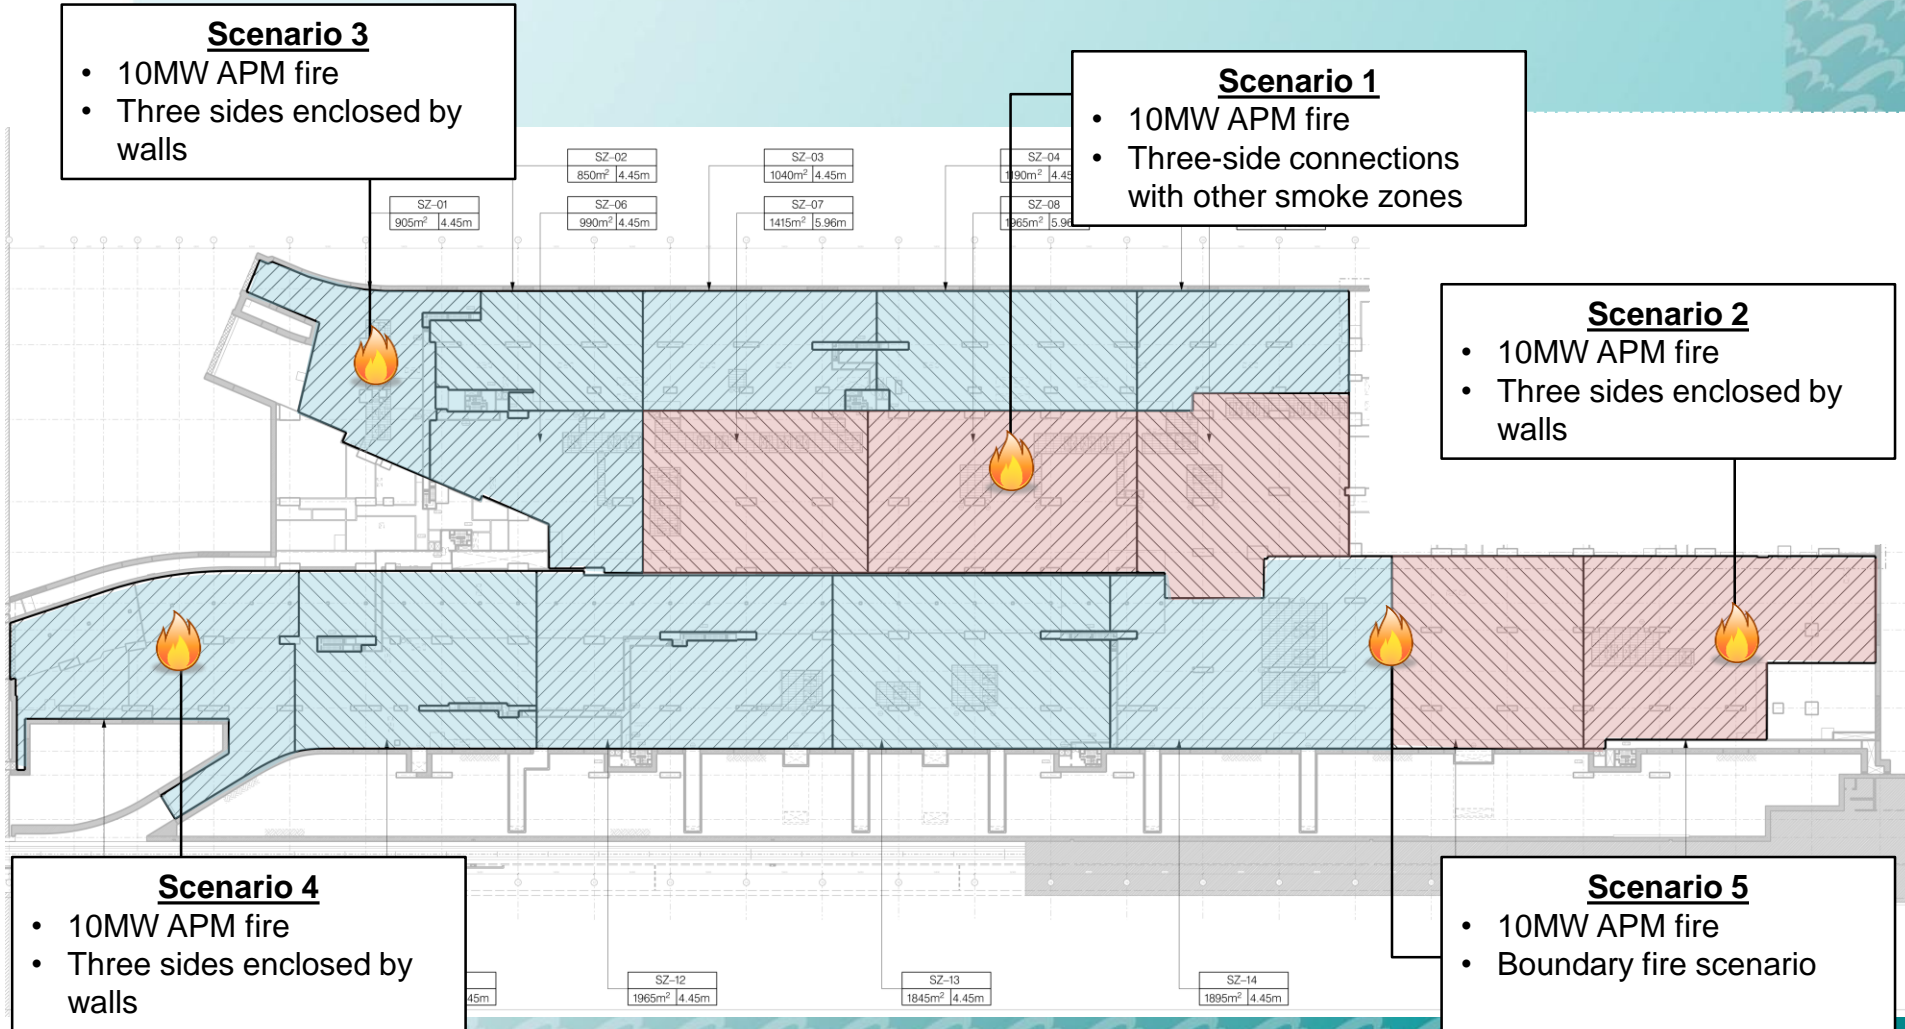 Scenario 3
• 10MW APM fire
• Three sides enclosed by
walls
Scenario 1
• 10MW APM fire
• Three-side connections
with other smoke zones
SZ-02
850m² 4.45m
SZ-03
1040m² 4.45m
SZ-04
SZ-01
905m² 4.45m
SZ-06
990m² 4.45m
SZ-07
1415m² 5.96m
SZ-08
Scenario 2
• 10MW APM fire
• Three sides enclosed by
walls
Scenario 4
• 10MW APM fire
• Three sides enclosed by
walls
Scenario 5
• 10MW APM fire
• Boundary fire scenario
45m
SZ-12
1965m² 4.45m
SZ-13
1845m² 4.45m
SZ-14
1895m² 4.45m